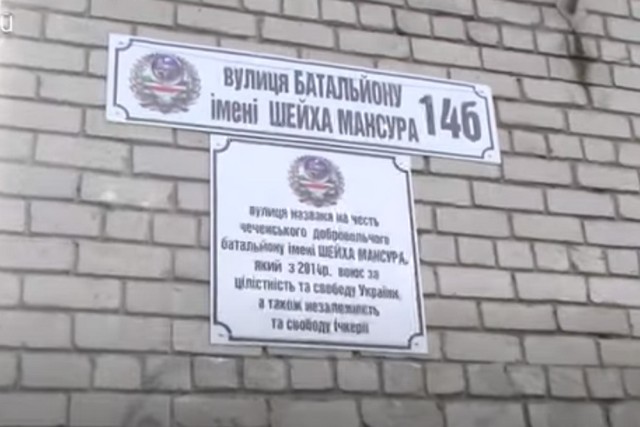 й
ВУЛИЦЯ БАТАЛЬЙОНУ
імені ШЕЙХА МАНСУРА
14б
вулиця названа на честь
чеченського добровольчого
батальйону імені ШЕЙХА МАНСУРА,
який з 2014р. воює за
цілістність та свободу України,
а також незалежність
та свободу Ічкерії